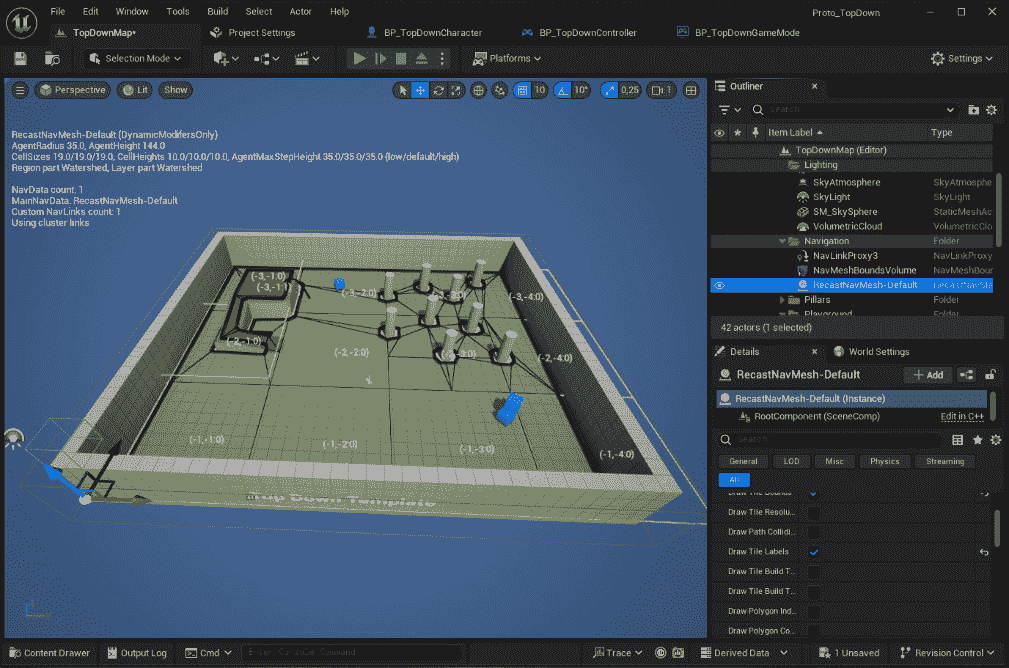 File Edit Window Tools Build Select Actor Help
Proto_TopDown
TopDownMap•
Project Settings
BP_TopDownCharacter
BP_TopDownController
BP_TopDownGameMode
Selection Mode
Platforms
Settings
Perspective
Lit
Show
10
10°
0,25
1
RecastNavMesh-Default (DynamicModifersOnly)
AgentRadius 35.0, AgentHeight 144.0
CellSizes 19.0/19.0/19.0, CellHeights 10.0/10.0/10.0, AgentMaxStepHeight 35.0/35.0/35.0 (low/default/high)
Region part Watershed, Layer part Watershed
NavData count: 1
MainNavData: RecastNavMesh-Default
Custom NavLinks count: 1
Using cluster links
(-3,-1:0)
(-3,-1:1)
(-3,-2:0)
(-3,-4:0)
(-2,-1:0)
(-2,-2:0)
(-2,-4:0)
(-1,-1:0)
(-1,-2:0)
(-1,-3:0)
(-1,-4:0)
Top Down Template
Outliner
Search
Item Label
Type
TopDownMap (Editor)
Lighting
SkyAtmosphere SkyAtmosphe
SkyLight SkyLight
SM_SkySphere StaticMeshAc
VolumetricCloud VolumetricClo
Navigation Folder
NavLinkProxy3 NavLinkProxy
NavMeshBoundsVolume NavMeshBour
RecastNavMesh-Default RecastNavMe
Pillars Folder
Playground Folder
42 actors (1 selected)
Details
World Settings
RecastNavMesh-Default
Add
RecastNavMesh-Default (Instance)
RootComponent (SceneComp)
Edit in C++
Search
General LOD Misc Physics Streaming
All
Draw Tile Bounds
Draw Tile Resolu...
Draw Path Collidi...
Draw Tile Labels
Draw Tile Build T...
Draw Tile Build T...
Draw Polygon Ind...
Draw Polygon Co...
Content Drawer
Output Log
Cmd
Enter Console Command
Trace
Derived Data
1 Unsaved
Revision Control